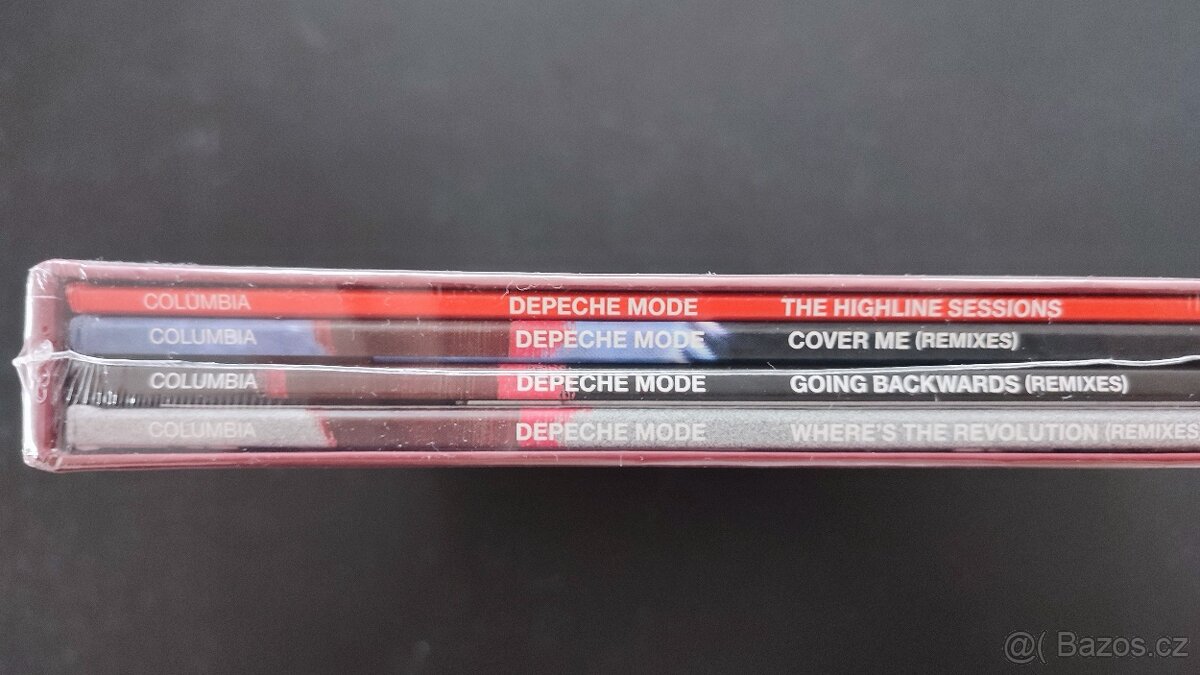 COLUMBIA DEPECHE MODE THE HIGHLINE SESSIONS
COLUMBIA DEPECHE MODE COVER ME (REMIXES)
COLUMBIA DEPECHE MODE GOING BACKWARDS (REMIXES)
COLUMBIA DEPECHE MODE WHERE'S THE REVOLUTION (REMIXES
@( Bazos.cz